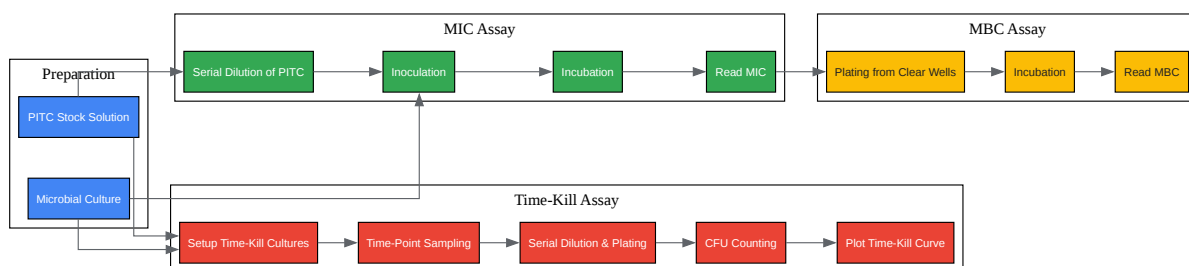 Preparation
PITC Stock Solution
Microbial Culture
MIC Assay
Serial Dilution of PITC
Inoculation
Incubation
Read MIC
MBC Assay
Plating from Clear Wells
Incubation
Read MBC
Time-Kill Assay
Setup Time-Kill Cultures
Time-Point Sampling
Serial Dilution & Plating
CFU Counting
Plot Time-Kill Curve